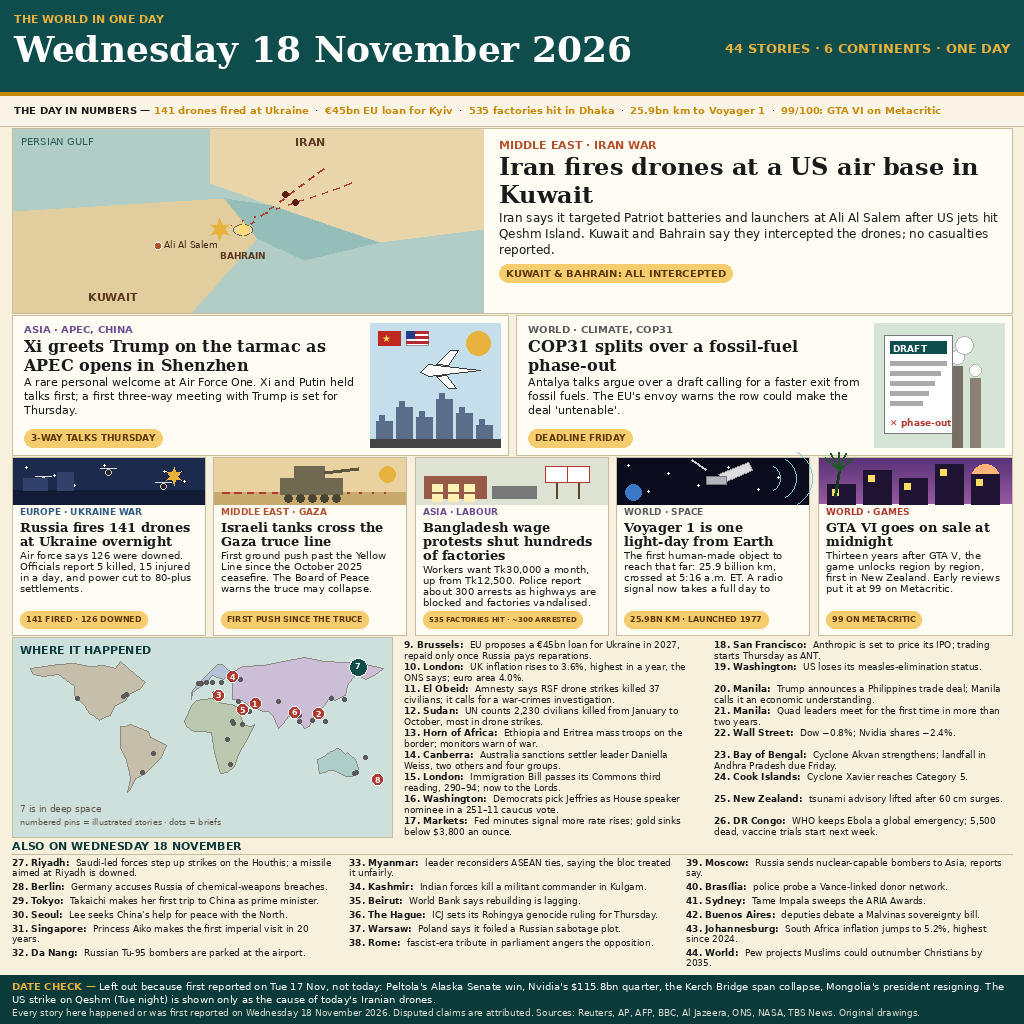 THE WORLD IN ONE DAY
Wednesday 18 November 2026
44 STORIES · 6 CONTINENTS · ONE DAY
THE DAY IN NUMBERS — 141 drones fired at Ukraine · €45bn EU loan for Kyiv · 535 factories hit in Dhaka · 25.9bn km to Voyager 1 · 99/100: GTA VI on Metacritic
PERSIAN GULF
IRAN
Ali Al Salem
BAHRAIN
KUWAIT
MIDDLE EAST · IRAN WAR
Iran fires drones at a US air base in
Kuwait
Iran says it targeted Patriot batteries and launchers at Ali Al Salem after US jets hit
Qeshm Island. Kuwait and Bahrain say they intercepted the drones; no casualties
reported.
KUWAIT & BAHRAIN: ALL INTERCEPTED
ASIA · APEC, CHINA
Xi greets Trump on the tarmac as
APEC opens in Shenzhen
A rare personal welcome at Air Force One. Xi and Putin held
talks first; a first three-way meeting with Trump is set for
Thursday.
3-WAY TALKS THURSDAY
WORLD · CLIMATE, COP31
COP31 splits over a fossil-fuel
phase-out
Antalya talks argue over a draft calling for a faster exit from
fossil fuels. The EU's envoy warns the row could make the
deal 'untenable'.
DEADLINE FRIDAY
DRAFT
✕ phase-out
EUROPE · UKRAINE WAR
Russia fires 141 drones
at Ukraine overnight
Air force says 126 were downed.
Officials report 5 killed, 15 injured
in a day, and power cut to 80-plus
settlements.
141 FIRED · 126 DOWNED
MIDDLE EAST · GAZA
Israeli tanks cross the
Gaza truce line
First ground push past the Yellow
Line since the October 2025
ceasefire. The Board of Peace
warns the truce may collapse.
FIRST PUSH SINCE THE TRUCE
ASIA · LABOUR
Bangladesh wage
protests shut hundreds
of factories
Workers want Tk30,000 a month,
up from Tk12,500. Police report
about 300 arrests as highways are
blocked and factories vandalised.
535 FACTORIES HIT · ~300 ARRESTED
WORLD · SPACE
Voyager 1 is one
light-day from Earth
The first human-made object to
reach that far: 25.9 billion km,
crossed at 5:16 a.m. ET. A radio
signal now takes a full day to
25.9BN KM · LAUNCHED 1977
WORLD · GAMES
GTA VI goes on sale at
midnight
Thirteen years after GTA V, the
game unlocks region by region,
first in New Zealand. Early reviews
put it at 99 on Metacritic.
99 ON METACRITIC
WHERE IT HAPPENED
7
4
3
5
1
6
2
8
7 is in deep space
numbered pins = illustrated stories · dots = briefs
9. Brussels: EU proposes a €45bn loan for Ukraine in 2027,
repaid only once Russia pays reparations.
10. London: UK inflation rises to 3.6%, highest in a year, the
ONS says; euro area 4.0%.
11. El Obeid: Amnesty says RSF drone strikes killed 37
civilians; it calls for a war-crimes investigation.
12. Sudan: UN counts 2,230 civilians killed from January to
October, most in drone strikes.
13. Horn of Africa: Ethiopia and Eritrea mass troops on the
border; monitors warn of war.
14. Canberra: Australia sanctions settler leader Daniella
Weiss, two others and four groups.
15. London: Immigration Bill passes its Commons third
reading, 290–94; now to the Lords.
16. Washington: Democrats pick Jeffries as House speaker
nominee in a 251–11 caucus vote.
17. Markets: Fed minutes signal more rate rises; gold sinks
below $3,800 an ounce.
18. San Francisco: Anthropic is set to price its IPO; trading
starts Thursday as ANT.
19. Washington: US loses its measles-elimination status.
20. Manila: Trump announces a Philippines trade deal; Manila
calls it an economic understanding.
21. Manila: Quad leaders meet for the first time in more than
two years.
22. Wall Street: Dow −0.8%; Nvidia −2.4%.
23. Bay of Bengal: Cyclone Akvan strengthens; landfall in
Andhra Pradesh due Friday.
24. Cook Islands: Cyclone Xavier reaches Category 5.
25. New Zealand: tsunami advisory lifted after 60 cm surges.
26. DR Congo: WHO keeps Ebola a global emergency; 5,500
dead, vaccine trials start next week.
ALSO ON WEDNESDAY 18 NOVEMBER
27. Riyadh: Saudi-led forces step up strikes on the Houthis; a missile
aimed at Riyadh is downed.
28. Berlin: Germany accuses Russia of chemical-weapons breaches.
29. Tokyo: Takaichi makes her first trip to China as prime minister.
30. Seoul: Lee seeks China's help for peace with the North.
31. Singapore: Princess Aiko makes the first imperial visit in 20
years.
32. Da Nang: Russian Tu-95 bombers are parked at the airport.
33. Myanmar: leader reconsiders ASEAN ties, saying the bloc treated
it unfairly.
34. Kashmir: Indian forces kill a militant commander in Kulgam.
35. Beirut: World Bank says rebuilding is lagging.
36. The Hague: ICJ sets its Rohingya genocide ruling for Thursday.
37. Warsaw: Poland says it foiled a Russian sabotage plot.
38. Rome: fascist-era tribute in parliament angers the opposition.
39. Moscow: Russia sends nuclear-capable bombers to Asia, reports
say.
40. Brasília: police probe a Vance-linked donor network.
41. Sydney: Tame Impala sweeps the ARIA Awards.
42. Buenos Aires: deputies debate a Malvinas sovereignty bill.
43. Johannesburg: South Africa inflation jumps to 5.2%, highest
since 2024.
44. World: Pew projects Muslims could outnumber Christians by
2035.
DATE CHECK — Left out because first reported on Tue 17 Nov, not today: Peltola's Alaska Senate win, Nvidia's $115.8bn quarter, the Kerch Bridge span collapse, Mongolia's president resigning. The
US strike on Qeshm (Tue night) is shown only as the cause of today's Iranian drones.
Every story here happened or was first reported on Wednesday 18 November 2026. Disputed claims are attributed. Sources: Reuters, AP, AFP, BBC, Al Jazeera, ONS, NASA, TBS News. Original drawings.